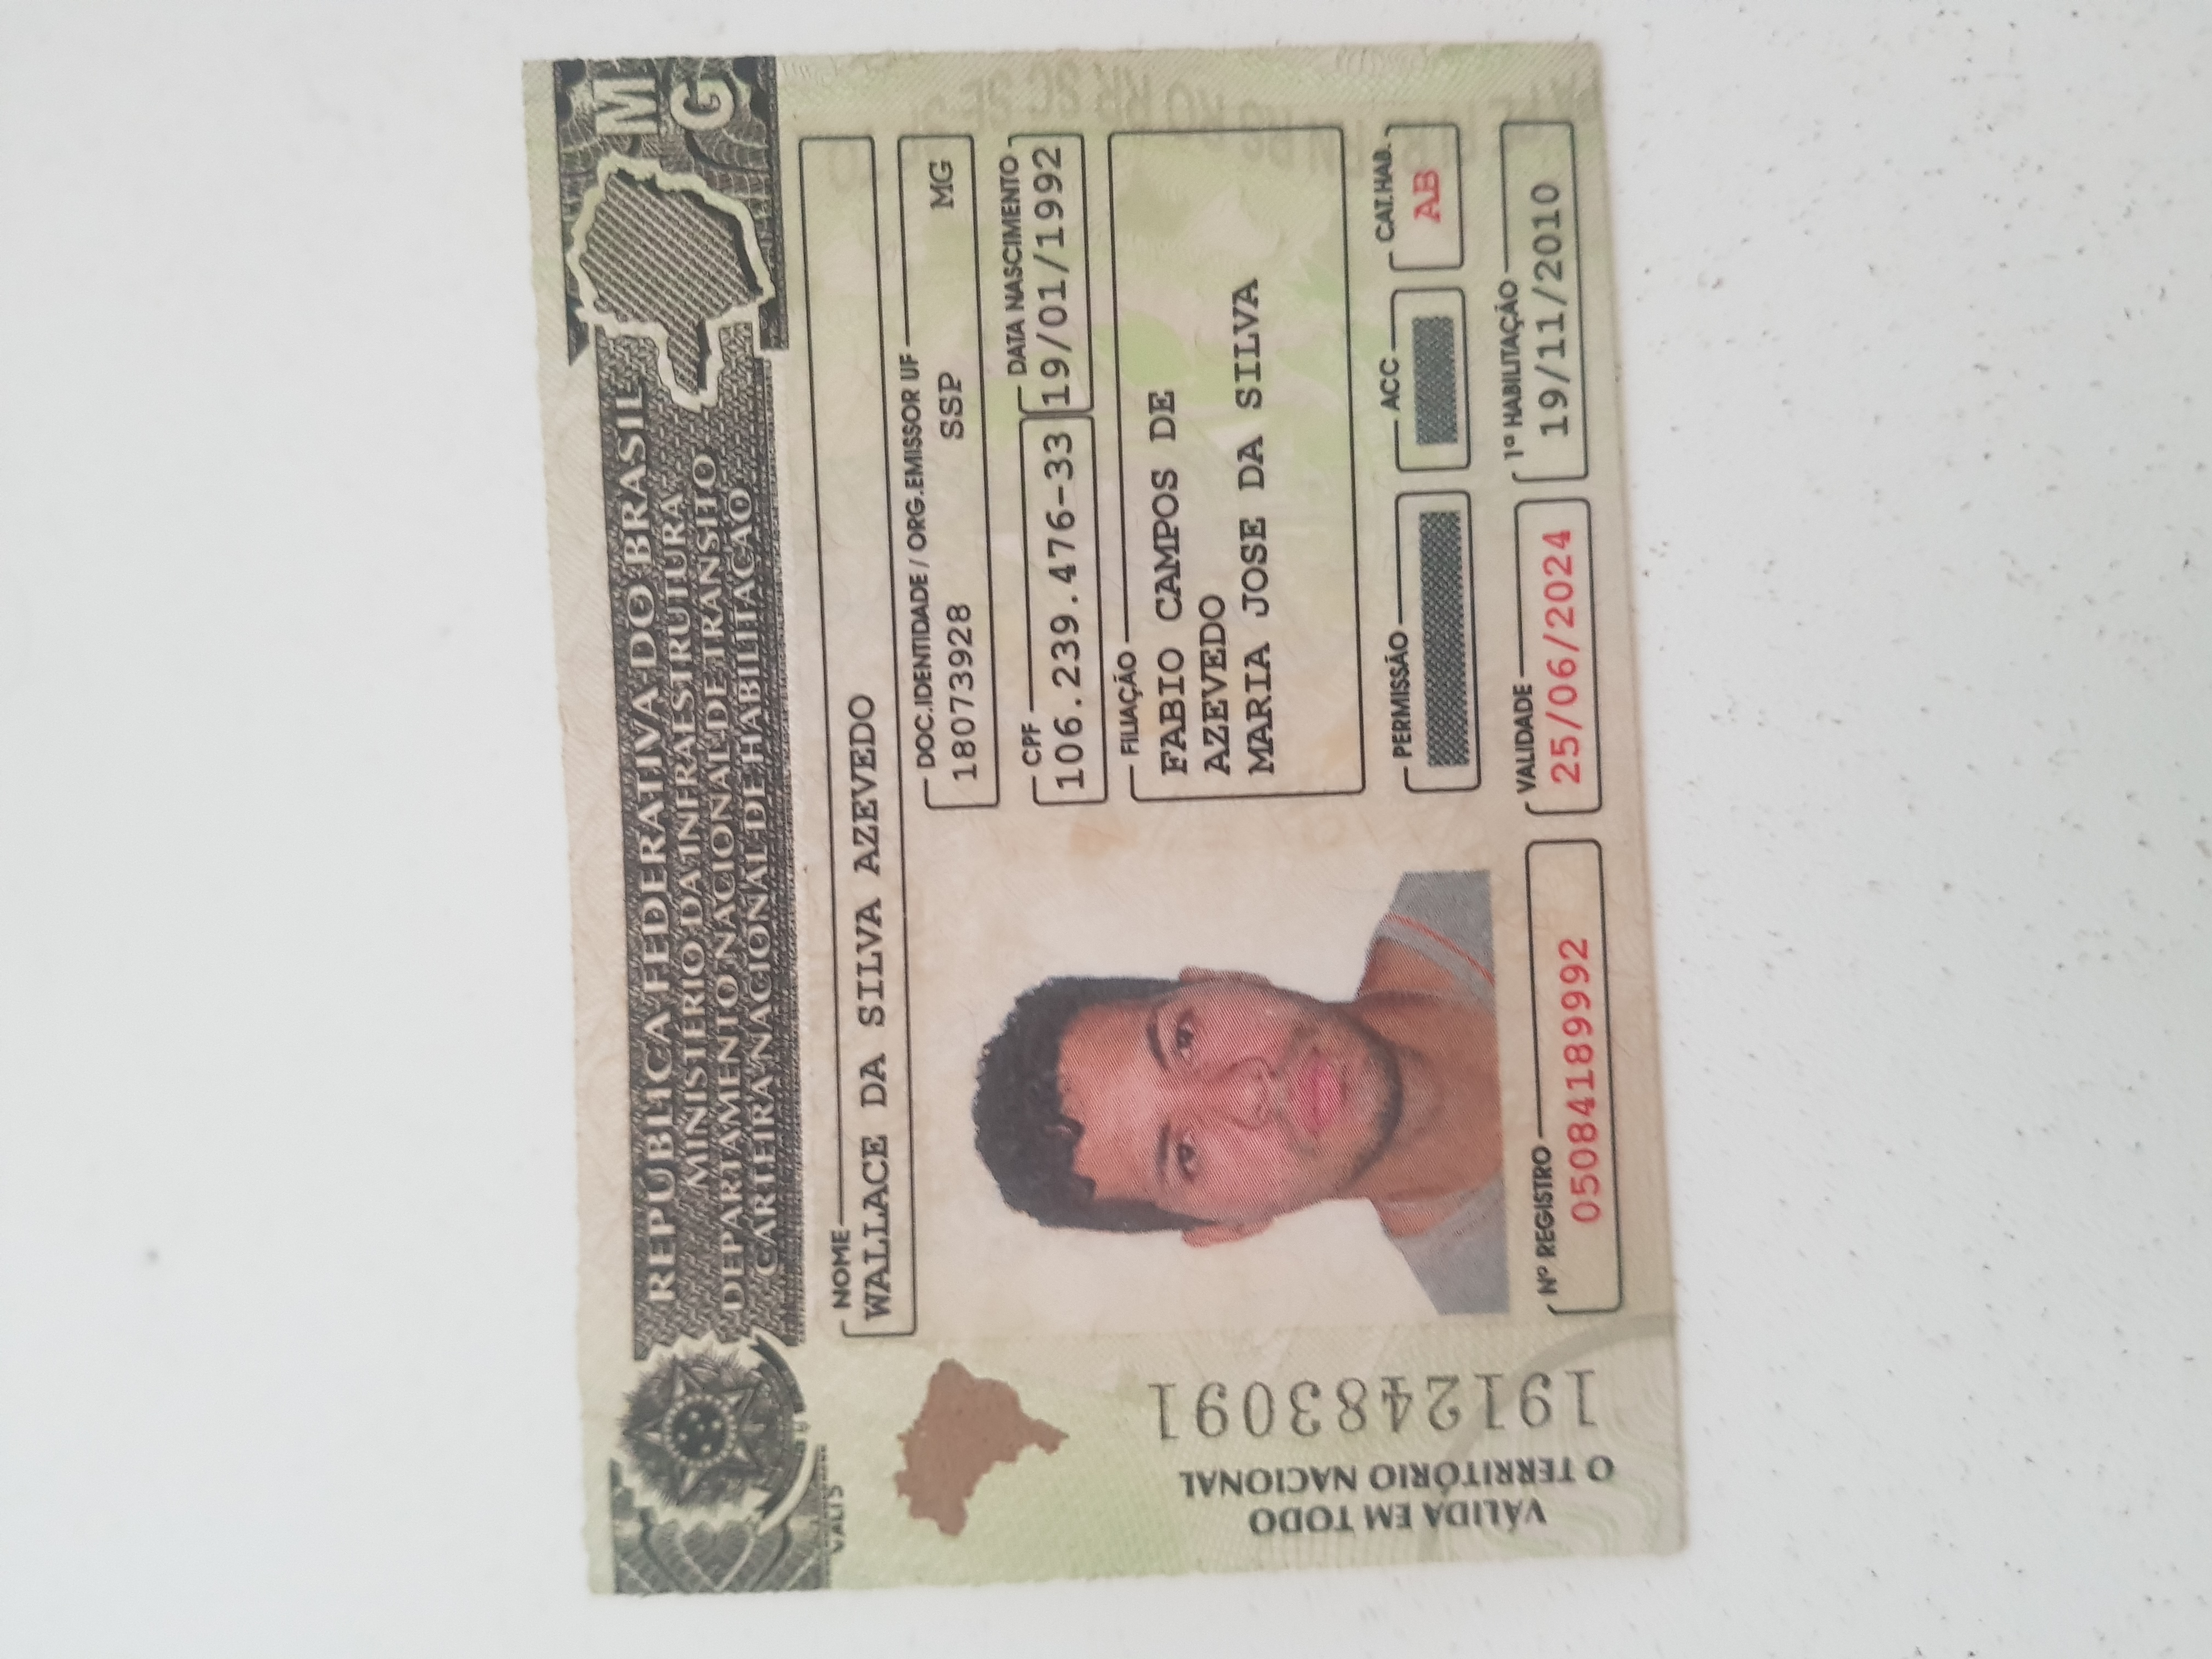 REPÚBLICA FEDERATIVA DO BRASIL
MINISTÉRIO DA INFRAESTRUTURA
DEPARTAMENTO NACIONAL DE TRÂNSITO
CARTEIRA NACIONAL DE HABILITAÇÃO
M
G
NOME
WALLACE DA SILVA AZEVEDO
DOC.IDENTIDADE / ORG.EMISSOR UF
18073928 SSP MG
CPF
106.239.476-33
DATA NASCIMENTO
19/01/1992
FILIAÇÃO
FABIO CAMPOS DE
AZEVEDO
MARIA JOSE DA SILVA
PERMISSÃO
ACC
CAT.HAB.
AB
Nº REGISTRO
05084189992
VALIDADE
25/06/2024
1ª HABILITAÇÃO
19/11/2010
VÁLIDA EM TODO
O TERRITÓRIO NACIONAL
1912483091